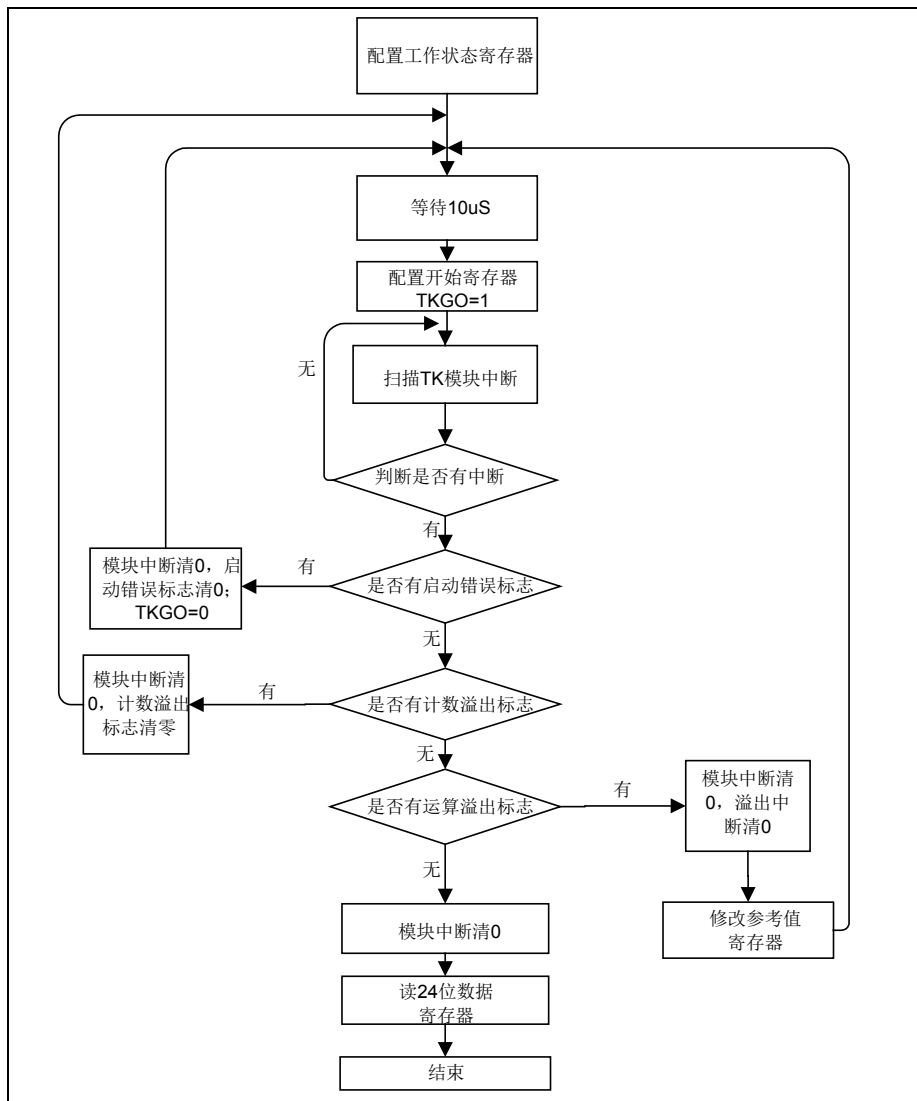 配置工作状态寄存器
等待10uS
配置开始寄存器
TKGO=1
无
扫描TK模块中断
判断是否有中断
有
模块中断清0，启
动错误标志清0；
TKGO=0
有
是否有启动错误标志
无
模块中断清
0，计数溢出
标志清零
有
是否有计数溢出标志
无
是否有运算溢出标志
有
模块中断清
0，溢出中
断清0
无
模块中断清0
修改参考值
寄存器
读24位数据
寄存器
结束